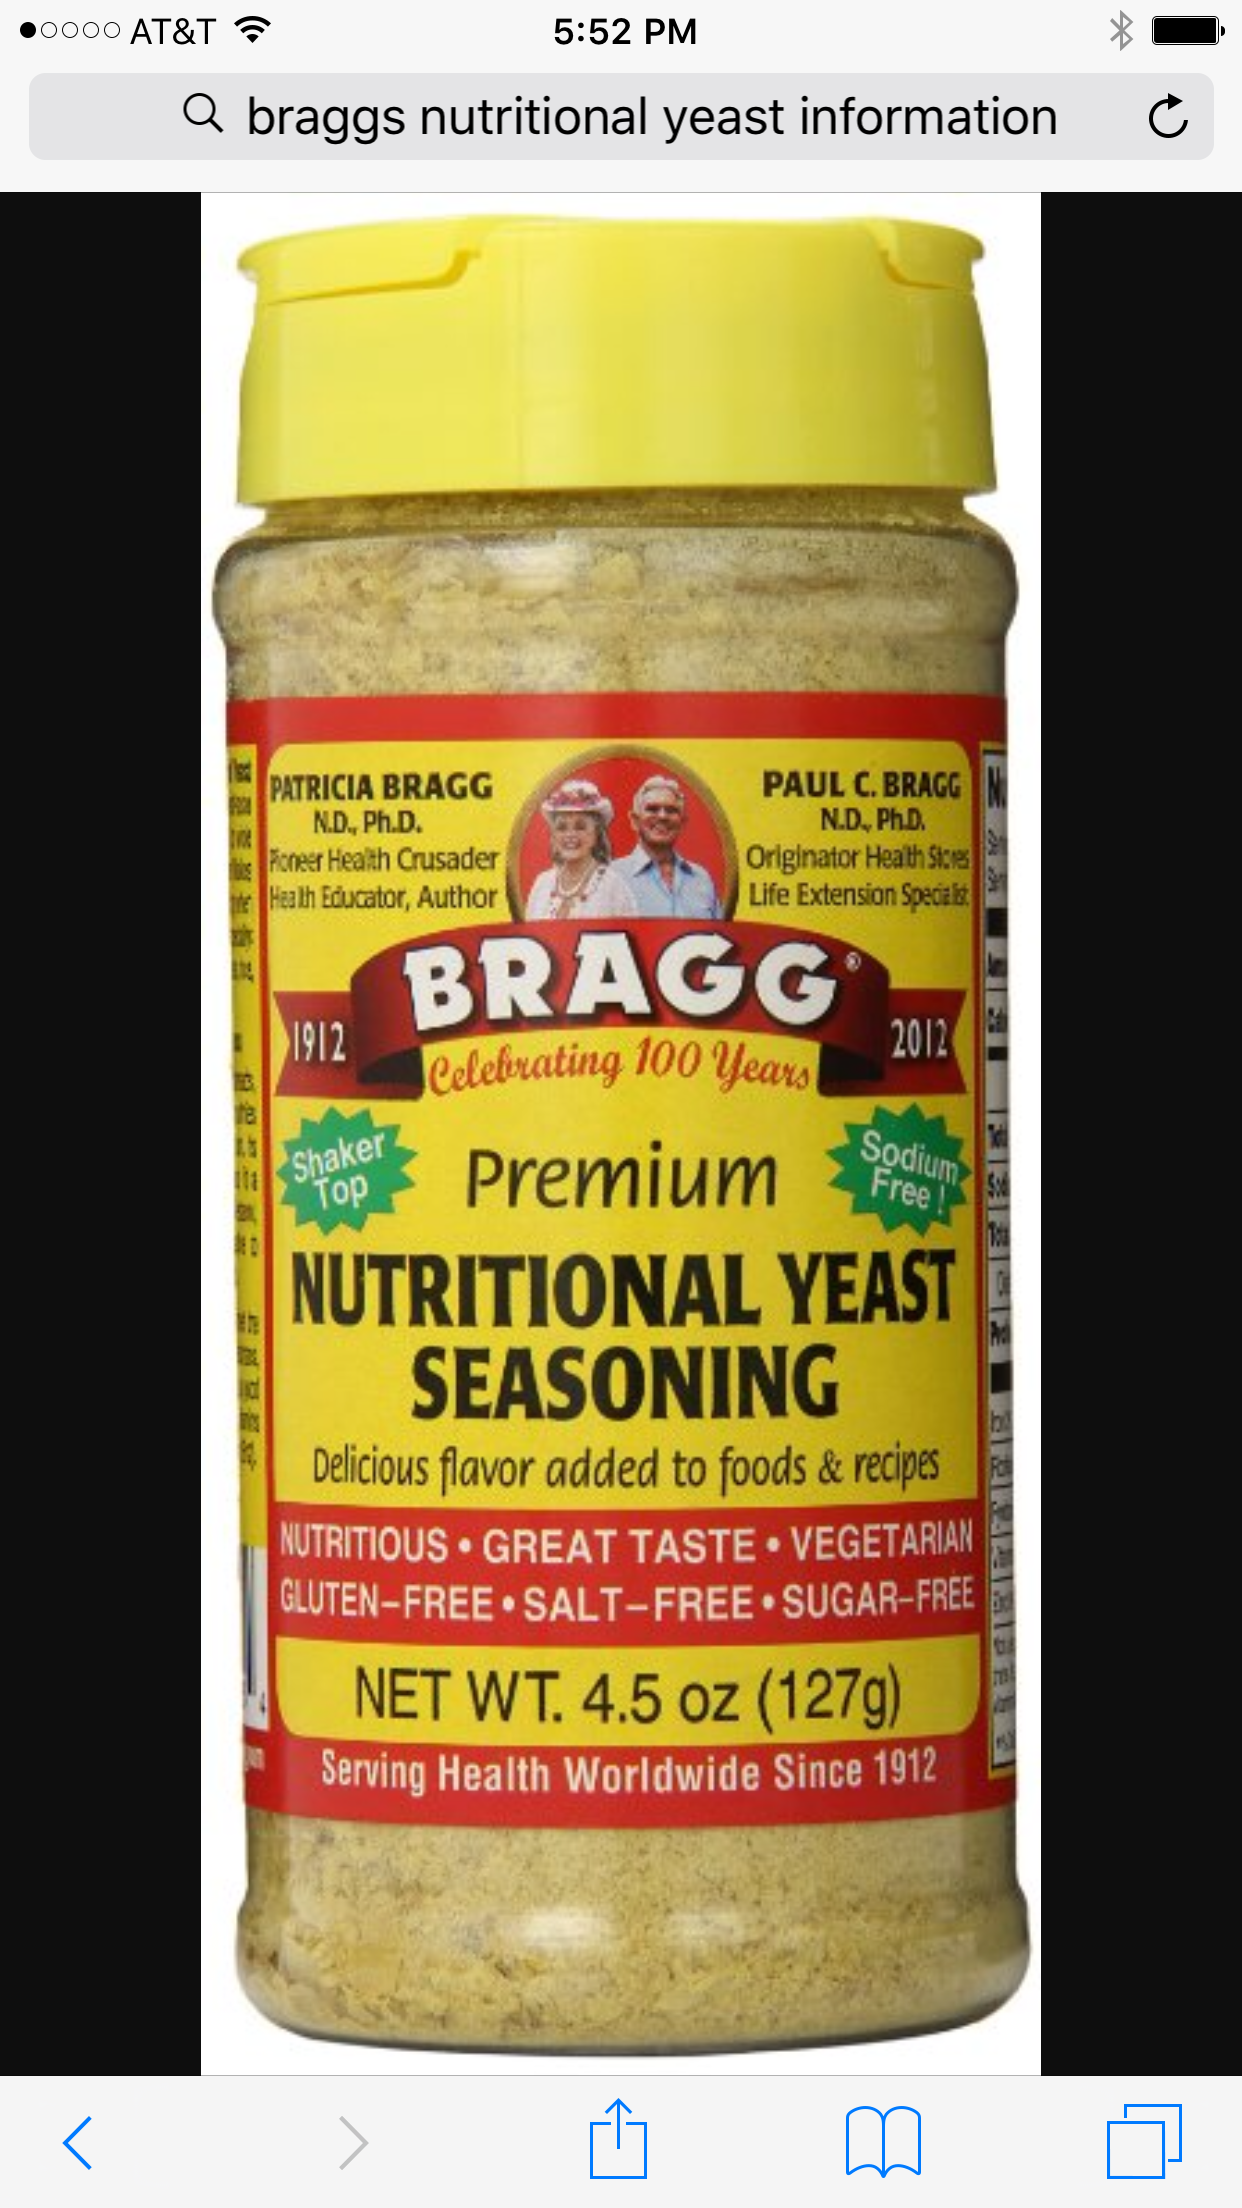 AT&T 5:52 PM
braggs nutritional yeast information
PATRICIA BRAGG
N.D., Ph.D.
Pioneer Health Crusader
Health Educator, Author
PAUL C. BRAGG
N.D., Ph.D.
Originator Health Stores
Life Extension Specialist
BRAGG®
1912
2012
Celebrating 100 Years
Shaker
Top
Premium
Sodium
Free !
NUTRITIONAL YEAST
SEASONING
Delicious flavor added to foods & recipes
NUTRITIOUS • GREAT TASTE • VEGETARIAN
GLUTEN-FREE • SALT-FREE • SUGAR-FREE
NET WT. 4.5 oz (127g)
Serving Health Worldwide Since 1912